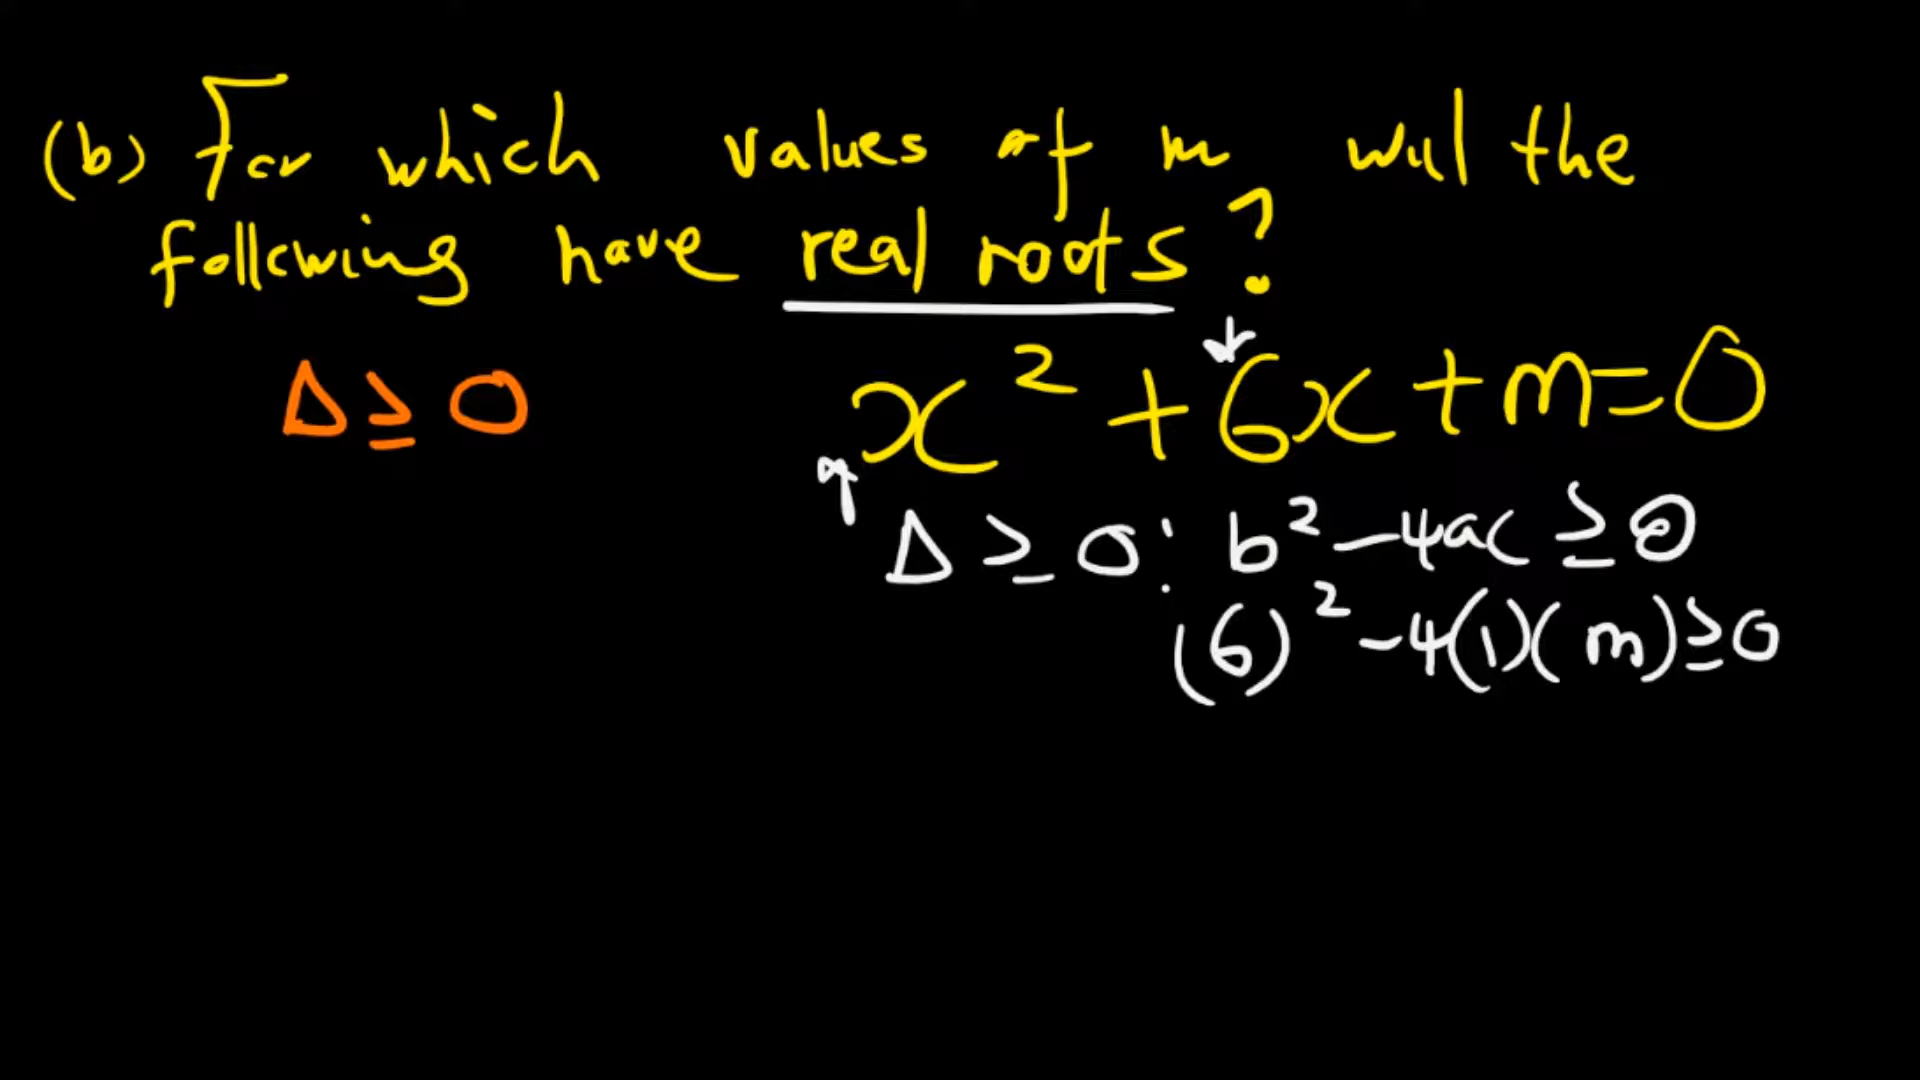 (b) For which values of m will the
following have real roots?
Δ ≥ 0
x² + 6x + m = 0
Δ ≥ 0: b² - 4ac ≥ 0
(6)² - 4(1)(m) ≥ 0